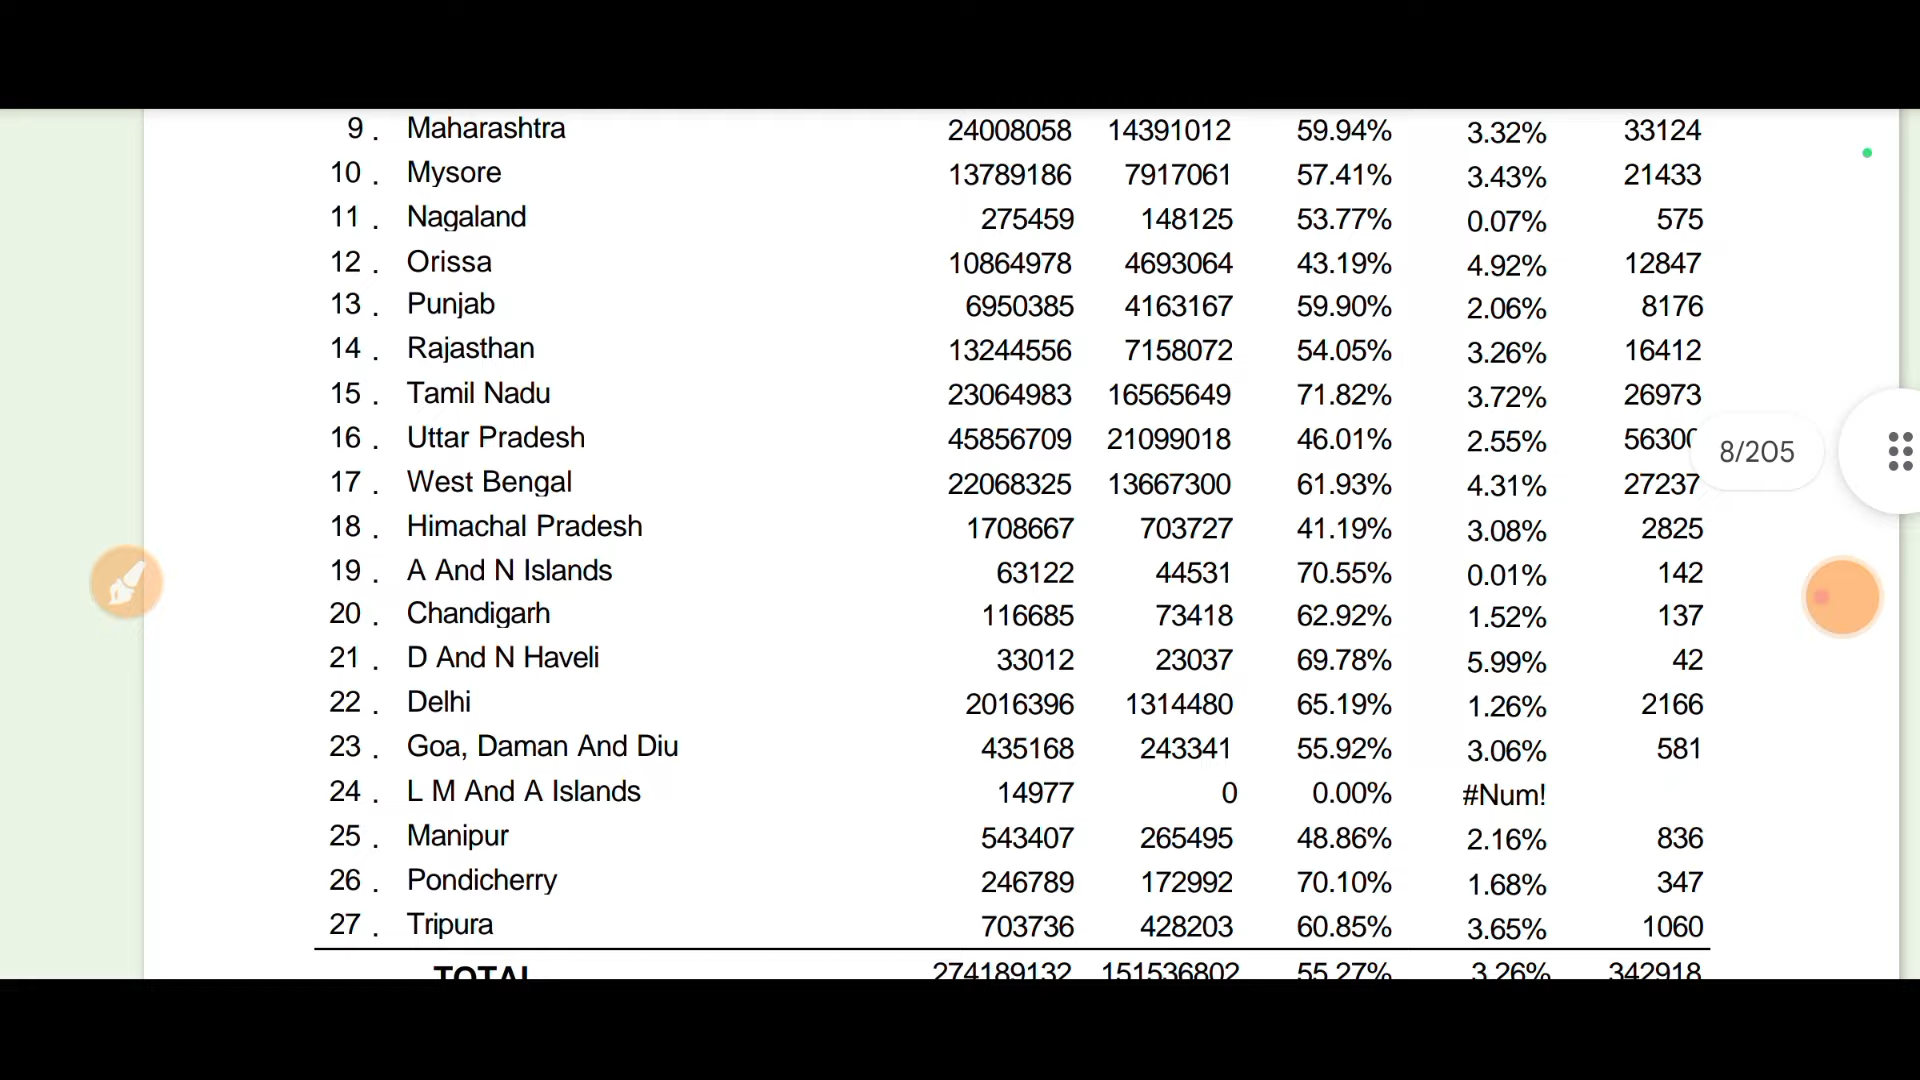 9 . Maharashtra 24008058 14391012 59.94% 3.32% 33124
10 . Mysore 13789186 7917061 57.41% 3.43% 21433
11 . Nagaland 275459 148125 53.77% 0.07% 575
12 . Orissa 10864978 4693064 43.19% 4.92% 12847
13 . Punjab 6950385 4163167 59.90% 2.06% 8176
14 . Rajasthan 13244556 7158072 54.05% 3.26% 16412
15 . Tamil Nadu 23064983 16565649 71.82% 3.72% 26973
16 . Uttar Pradesh 45856709 21099018 46.01% 2.55% 56300
8/205
17 . West Bengal 22068325 13667300 61.93% 4.31% 27237
18 . Himachal Pradesh 1708667 703727 41.19% 3.08% 2825
19 . A And N Islands 63122 44531 70.55% 0.01% 142
20 . Chandigarh 116685 73418 62.92% 1.52% 137
21 . D And N Haveli 33012 23037 69.78% 5.99% 42
22 . Delhi 2016396 1314480 65.19% 1.26% 2166
23 . Goa, Daman And Diu 435168 243341 55.92% 3.06% 581
24 . L M And A Islands 14977 0 0.00% #Num!
25 . Manipur 543407 265495 48.86% 2.16% 836
26 . Pondicherry 246789 172992 70.10% 1.68% 347
27 . Tripura 703736 428203 60.85% 3.65% 1060
TOTAL 274189132 151536802 55.27% 3.26% 342918